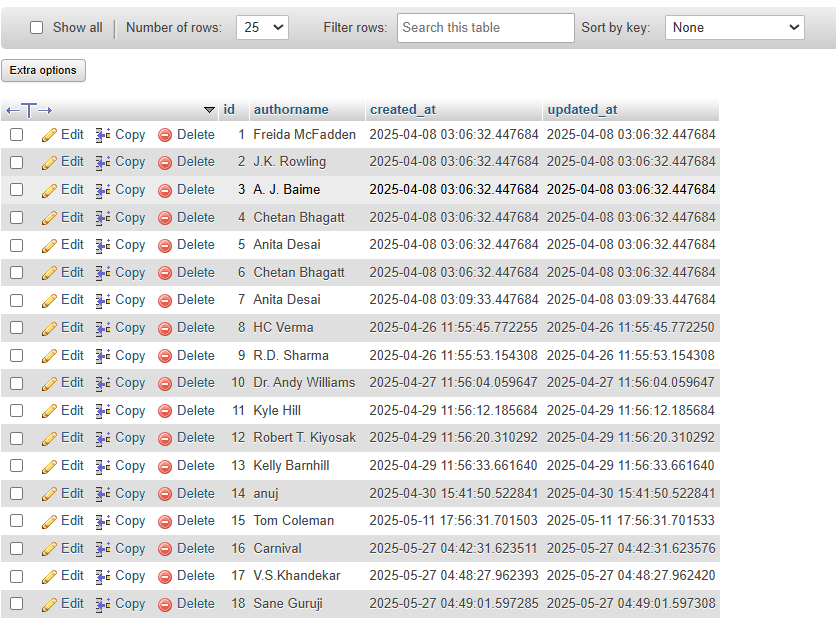 Show all | Number of rows: 25 Filter rows: Search this table Sort by key: None
Extra options
id authorname created_at updated_at
Edit Copy Delete 1 Freida McFadden 2025-04-08 03:06:32.447684 2025-04-08 03:06:32.447684
Edit Copy Delete 2 J.K. Rowling 2025-04-08 03:06:32.447684 2025-04-08 03:06:32.447684
Edit Copy Delete 3 A. J. Baime 2025-04-08 03:06:32.447684 2025-04-08 03:06:32.447684
Edit Copy Delete 4 Chetan Bhagatt 2025-04-08 03:06:32.447684 2025-04-08 03:06:32.447684
Edit Copy Delete 5 Anita Desai 2025-04-08 03:06:32.447684 2025-04-08 03:06:32.447684
Edit Copy Delete 6 Chetan Bhagatt 2025-04-08 03:06:32.447684 2025-04-08 03:06:32.447684
Edit Copy Delete 7 Anita Desai 2025-04-08 03:09:33.447684 2025-04-08 03:09:33.447684
Edit Copy Delete 8 HC Verma 2025-04-26 11:55:45.772255 2025-04-26 11:55:45.772250
Edit Copy Delete 9 R.D. Sharma 2025-04-26 11:55:53.154308 2025-04-26 11:55:53.154308
Edit Copy Delete 10 Dr. Andy Williams 2025-04-27 11:56:04.059647 2025-04-27 11:56:04.059647
Edit Copy Delete 11 Kyle Hill 2025-04-29 11:56:12.185684 2025-04-29 11:56:12.185684
Edit Copy Delete 12 Robert T. Kiyosak 2025-04-29 11:56:20.310292 2025-04-29 11:56:20.310292
Edit Copy Delete 13 Kelly Barnhill 2025-04-29 11:56:33.661640 2025-04-29 11:56:33.661640
Edit Copy Delete 14 anuj 2025-04-30 15:41:50.522841 2025-04-30 15:41:50.522841
Edit Copy Delete 15 Tom Coleman 2025-05-11 17:56:31.701503 2025-05-11 17:56:31.701533
Edit Copy Delete 16 Carnival 2025-05-27 04:42:31.623511 2025-05-27 04:42:31.623576
Edit Copy Delete 17 V.S.Khandekar 2025-05-27 04:48:27.962393 2025-05-27 04:48:27.962420
Edit Copy Delete 18 Sane Guruji 2025-05-27 04:49:01.597285 2025-05-27 04:49:01.597308